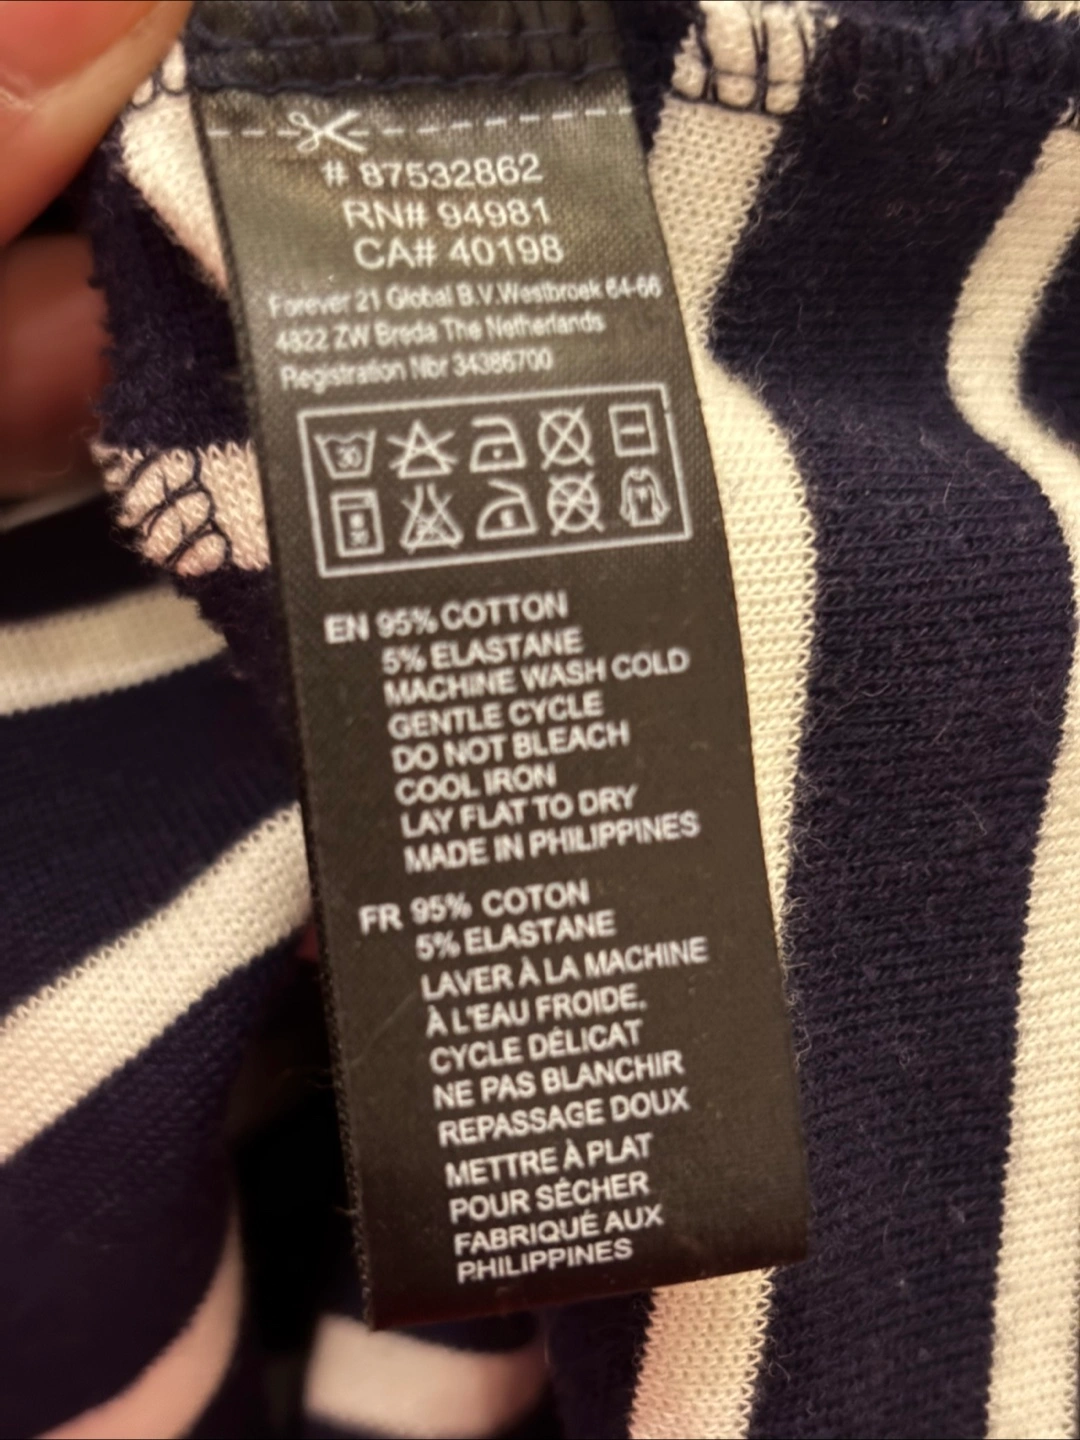 # 87532862
RN# 94981
CA# 40198
Forever 21 Global B.V.Westbroek 64-66
4822 ZW Breda The Netherlands
Registration Nbr 34386700
30
30
EN 95% COTTON
5% ELASTANE
MACHINE WASH COLD
GENTLE CYCLE
DO NOT BLEACH
COOL IRON
LAY FLAT TO DRY
MADE IN PHILIPPINES
FR 95% COTON
5% ELASTANE
LAVER À LA MACHINE
À L'EAU FROIDE.
CYCLE DÉLICAT
NE PAS BLANCHIR
REPASSAGE DOUX
METTRE À PLAT
POUR SÉCHER
FABRIQUÉ AUX
PHILIPPINES